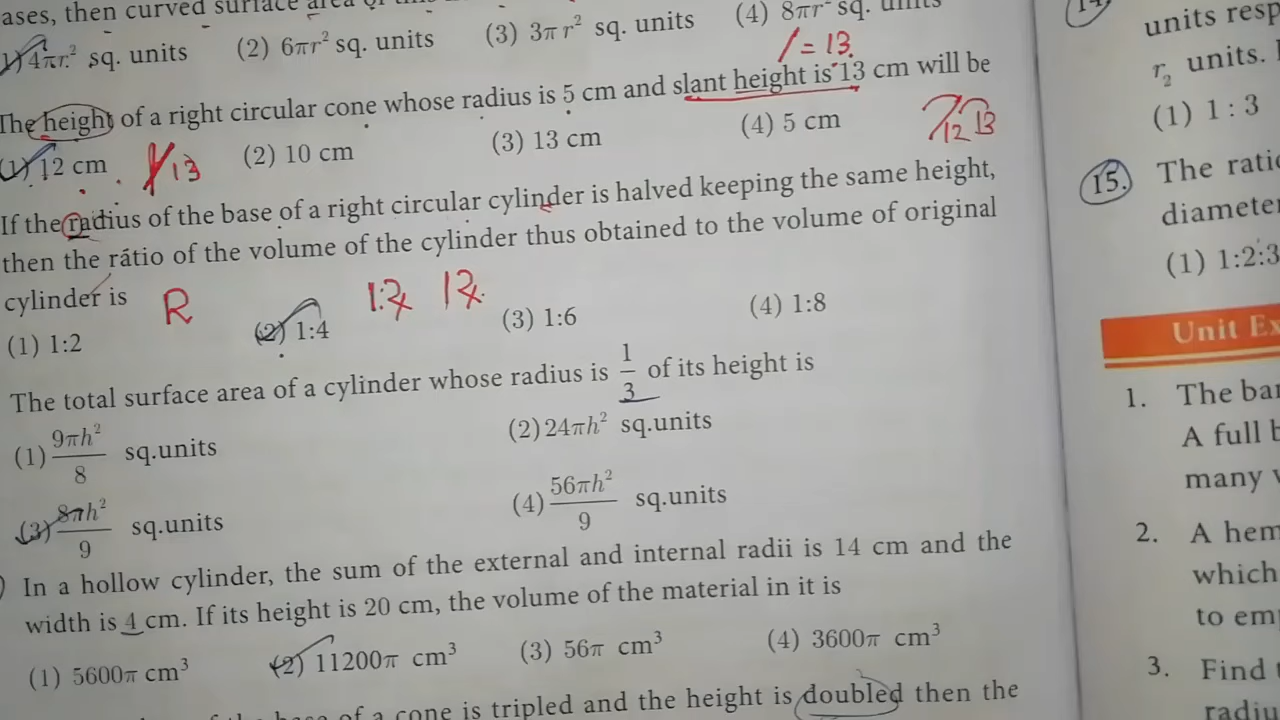 ases, then curved surface area of
(1) 4πr² sq. units (2) 6πr² sq. units (3) 3πr² sq. units (4) 8πr² sq. units
l = 13
The height of a right circular cone whose radius is 5 cm and slant height is 13 cm will be
(1) 12 cm (2) 10 cm (3) 13 cm (4) 5 cm
13
12 13
If the radius of the base of a right circular cylinder is halved keeping the same height,
then the ratio of the volume of the cylinder thus obtained to the volume of original
cylinder is
R
(1) 1:2 (2) 1:4 (3) 1:6 (4) 1:8
The total surface area of a cylinder whose radius is 1/3 of its height is
(1) 9πh²/8 sq.units (2) 24πh² sq.units
(3) 8πh²/9 sq.units (4) 56πh²/9 sq.units
In a hollow cylinder, the sum of the external and internal radii is 14 cm and the
width is 4 cm. If its height is 20 cm, the volume of the material in it is
(1) 5600π cm³ (2) 11200π cm³ (3) 56π cm³ (4) 3600π cm³
base of a cone is tripled and the height is doubled then the
14
units resp
r₂ units.
(1) 1 : 3
15. The ratio
diameter
(1) 1:2:3
Unit Ex
1. The bar
A full b
many
2. A hem
which
to em
3. Find
radiu